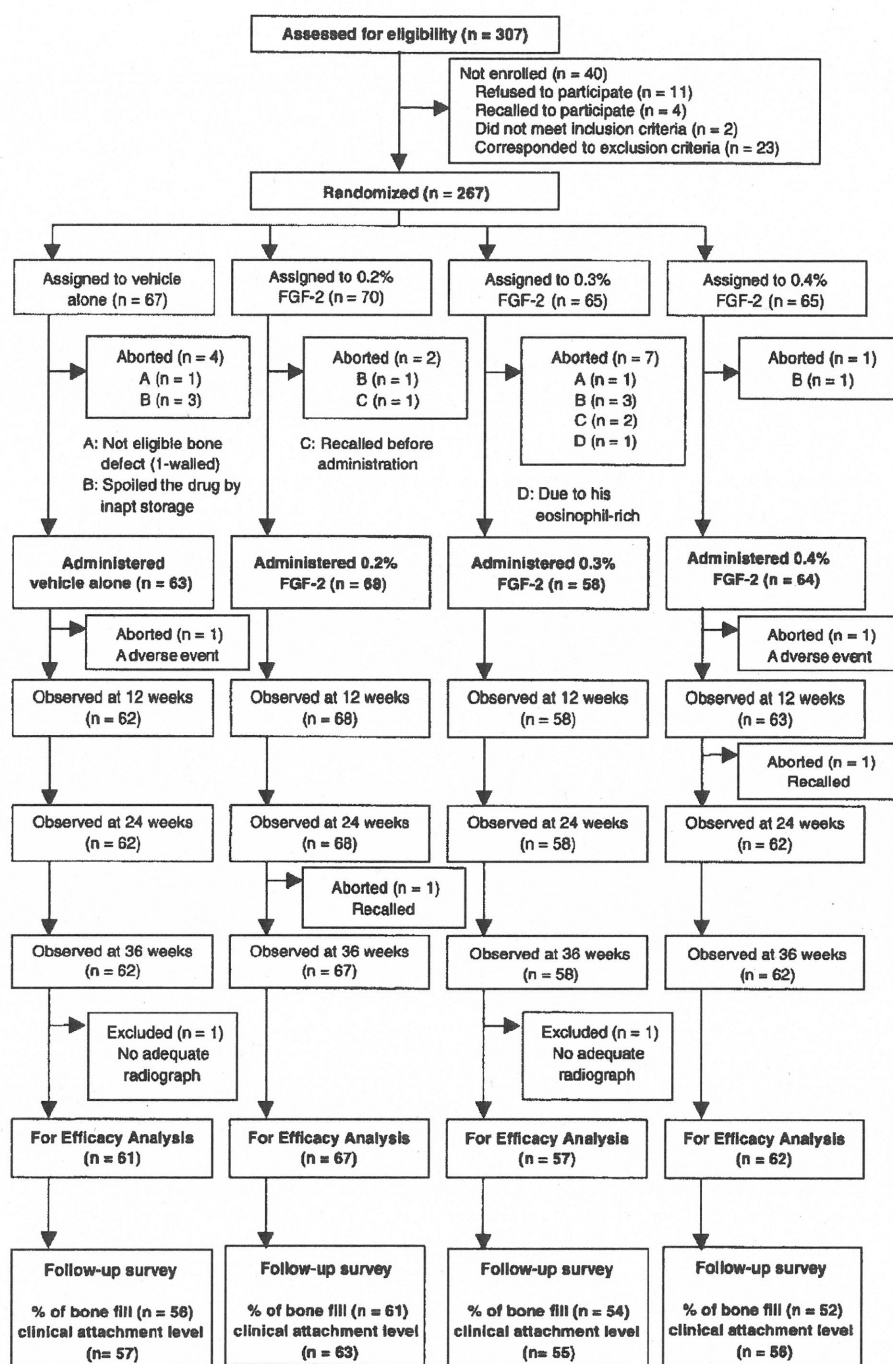 Assessed for eligibility (n = 307)
Not enrolled (n = 40)
Refused to participate (n = 11)
Recalled to participate (n = 4)
Did not meet inclusion criteria (n = 2)
Corresponded to exclusion criteria (n = 23)
Randomized (n = 267)
Assigned to vehicle
alone (n = 67)
Assigned to 0.2%
FGF-2 (n = 70)
Assigned to 0.3%
FGF-2 (n = 65)
Assigned to 0.4%
FGF-2 (n = 65)
Aborted (n = 4)
A (n = 1)
B (n = 3)
Aborted (n = 2)
B (n = 1)
C (n = 1)
Aborted (n = 7)
A (n = 1)
B (n = 3)
C (n = 2)
D (n = 1)
Aborted (n = 1)
B (n = 1)
A: Not eligible bone
defect (1-walled)
B: Spoiled the drug by
inapt storage
C: Recalled before
administration
D: Due to his
eosinophil-rich
Administered
vehicle alone (n = 63)
Administered 0.2%
FGF-2 (n = 68)
Administered 0.3%
FGF-2 (n = 58)
Administered 0.4%
FGF-2 (n = 64)
Aborted (n = 1)
Adverse event
Aborted (n = 1)
Adverse event
Observed at 12 weeks
(n = 62)
Observed at 12 weeks
(n = 68)
Observed at 12 weeks
(n = 58)
Observed at 12 weeks
(n = 63)
Aborted (n = 1)
Recalled
Observed at 24 weeks
(n = 62)
Observed at 24 weeks
(n = 68)
Observed at 24 weeks
(n = 58)
Observed at 24 weeks
(n = 62)
Aborted (n = 1)
Recalled
Observed at 36 weeks
(n = 62)
Observed at 36 weeks
(n = 67)
Observed at 36 weeks
(n = 58)
Observed at 36 weeks
(n = 62)
Excluded (n = 1)
No adequate
radiograph
Excluded (n = 1)
No adequate
radiograph
For Efficacy Analysis
(n = 61)
For Efficacy Analysis
(n = 67)
For Efficacy Analysis
(n = 57)
For Efficacy Analysis
(n = 62)
Follow-up survey
% of bone fill (n = 56)
clinical attachment level
(n= 57)
Follow-up survey
% of bone fill (n = 61)
clinical attachment level
(n = 63)
Follow-up survey
% of bone fill (n = 54)
clinical attachment level
(n = 55)
Follow-up survey
% of bone fill (n = 52)
clinical attachment level
(n = 56)